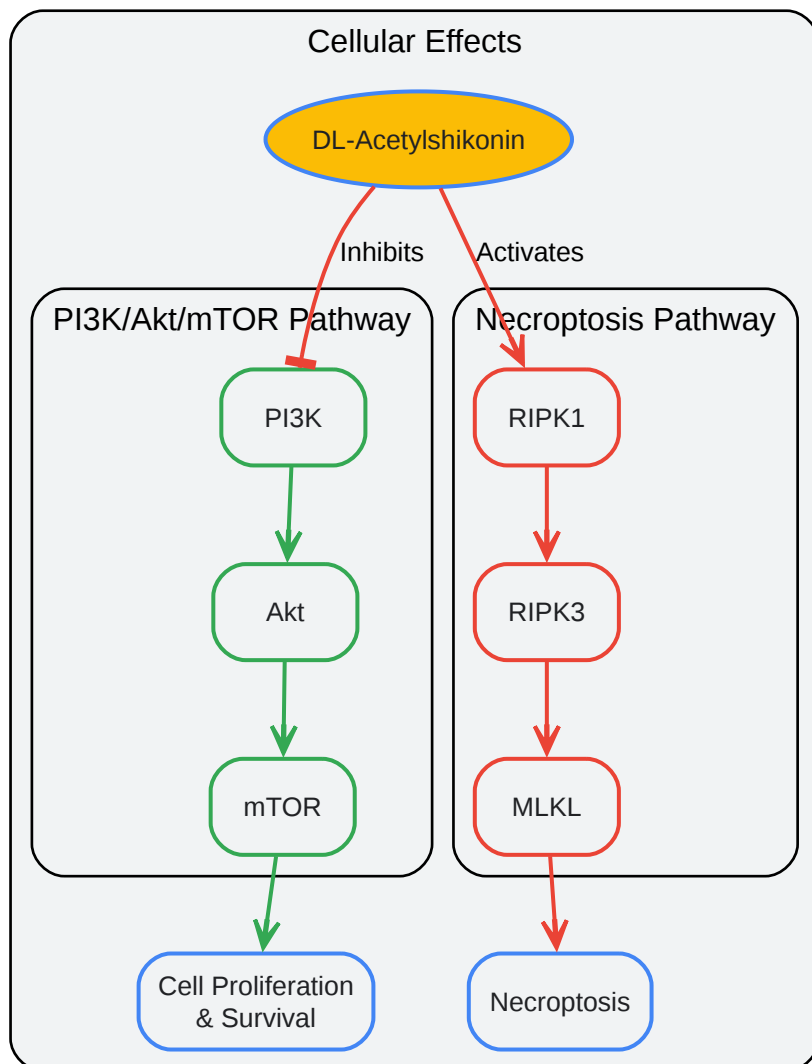 Cellular Effects
DL-Acetylshikonin
Inhibits
Activates
PI3K/Akt/mTOR Pathway
Necroptosis Pathway
PI3K
RIPK1
Akt
RIPK3
mTOR
MLKL
Cell Proliferation
& Survival
Necroptosis